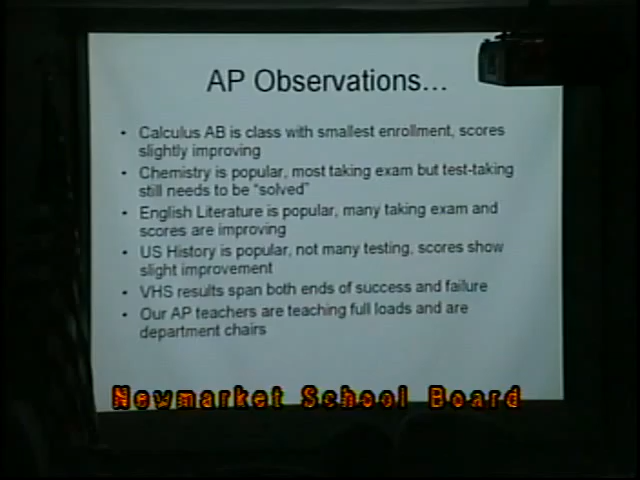 AP Observations...
• Calculus AB is class with smallest enrollment, scores
slightly improving
• Chemistry is popular, most taking exam but test-taking
still needs to be “solved”
• English Literature is popular, many taking exam and
scores are improving
• US History is popular, not many testing, scores show
slight improvement
• VHS results span both ends of success and failure
• Our AP teachers are teaching full loads and are
department chairs
Newmarket School Board